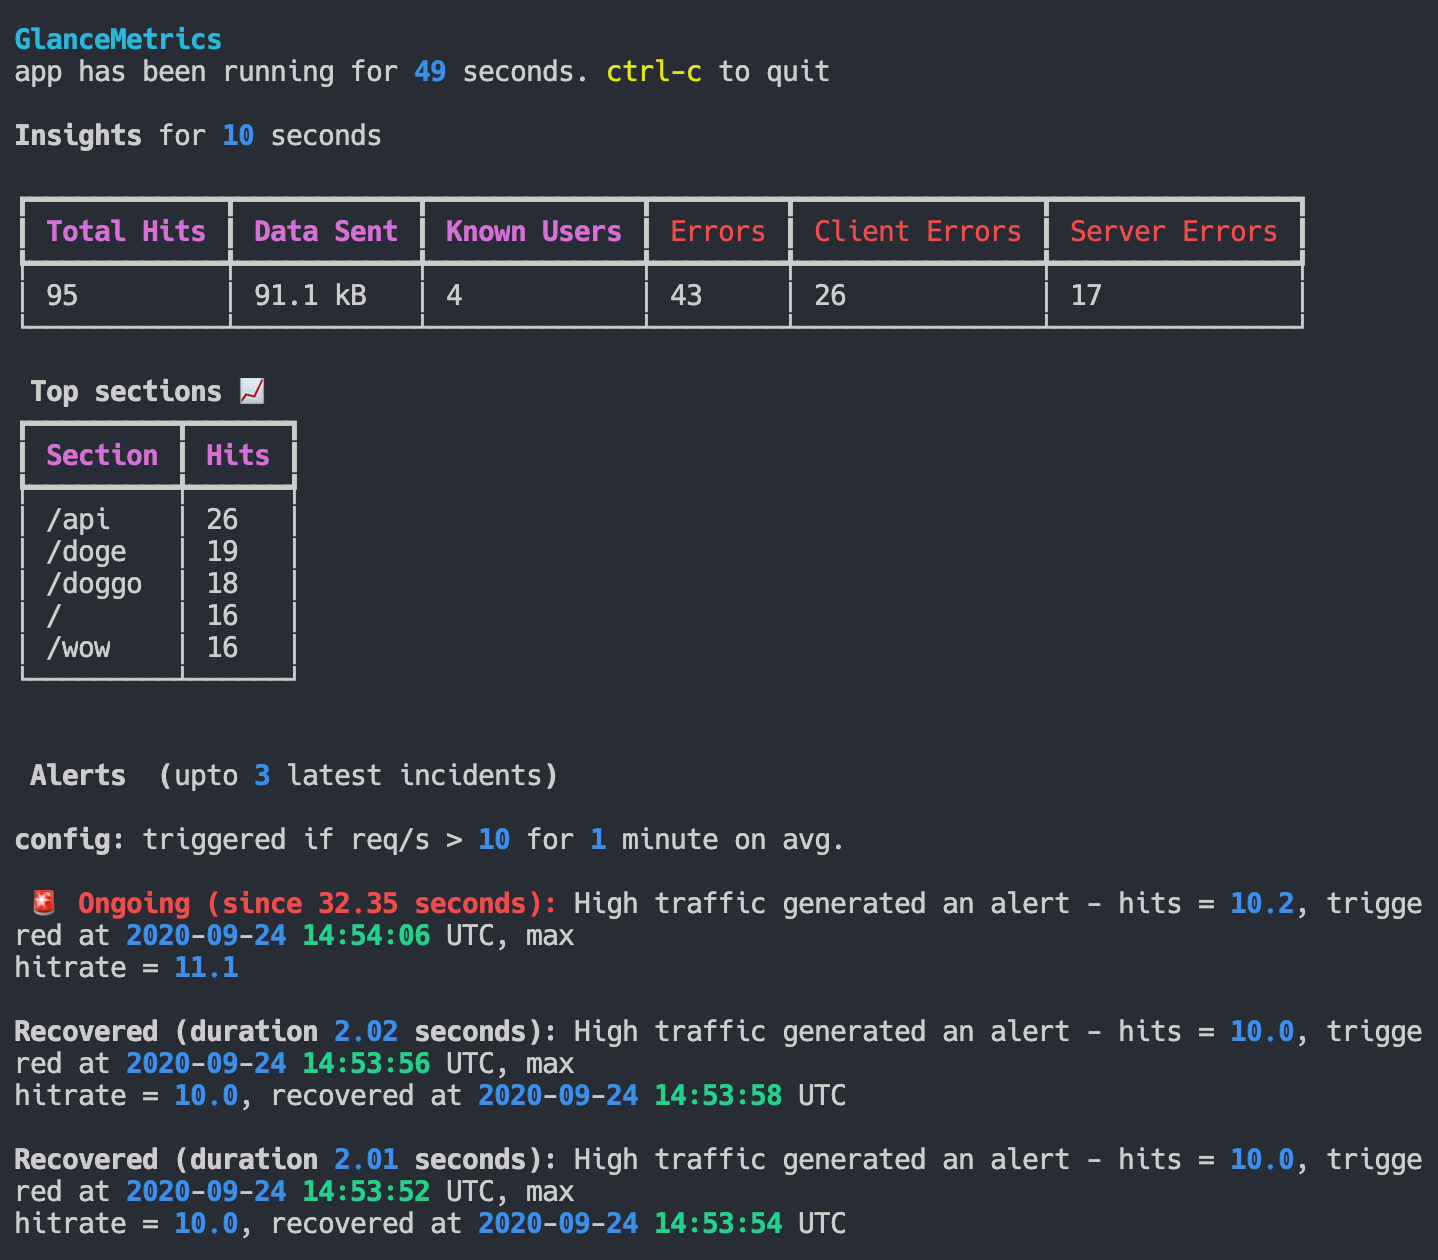 GlanceMetrics
app has been running for 49 seconds. ctrl-c to quit
Insights for 10 seconds
Total Hits Data Sent Known Users Errors Client Errors Server Errors
95 91.1 kB 4 43 26 17
Top sections 📈
Section Hits
/api 26
/doge 19
/doggo 18
/ 16
/wow 16
Alerts  (upto 3 latest incidents)
config: triggered if req/s > 10 for 1 minute on avg.
🚨 Ongoing (since 32.35 seconds): High traffic generated an alert - hits = 10.2, trigge
red at 2020-09-24 14:54:06 UTC, max
hitrate = 11.1
Recovered (duration 2.02 seconds): High traffic generated an alert - hits = 10.0, trigge
red at 2020-09-24 14:53:56 UTC, max
hitrate = 10.0, recovered at 2020-09-24 14:53:58 UTC
Recovered (duration 2.01 seconds): High traffic generated an alert - hits = 10.0, trigge
red at 2020-09-24 14:53:52 UTC, max
hitrate = 10.0, recovered at 2020-09-24 14:53:54 UTC